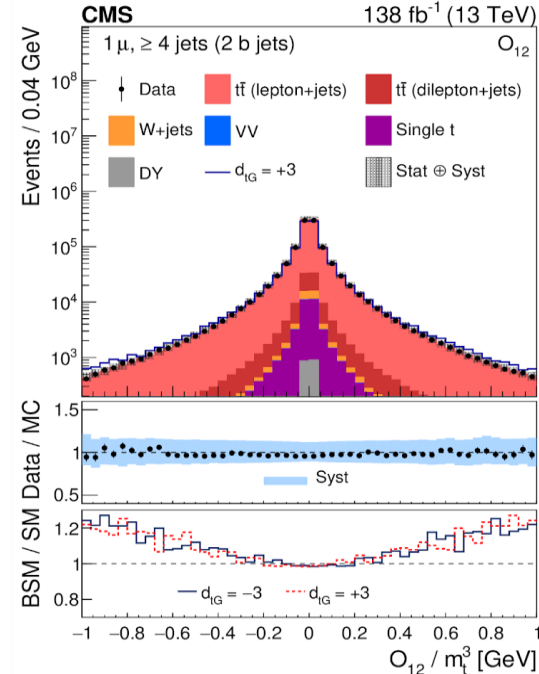 CMS 138 fb⁻¹ (13 TeV)
1 μ, ≥ 4 jets (2 b jets) O₁₂
Data tt̄ (lepton+jets) tt̄ (dilepton+jets)
W+jets VV Single t
DY d_tG = +3 Stat ⊕ Syst
Events / 0.04 GeV
10⁸
10⁷
10⁶
10⁵
10⁴
10³
Data / MC
1.5
1
0.5
Syst
BSM / SM
1.2
1
0.8
d_tG = −3 d_tG = +3
−1 −0.8 −0.6 −0.4 −0.2 0 0.2 0.4 0.6 0.8 1
O₁₂ / m_t³ [GeV]